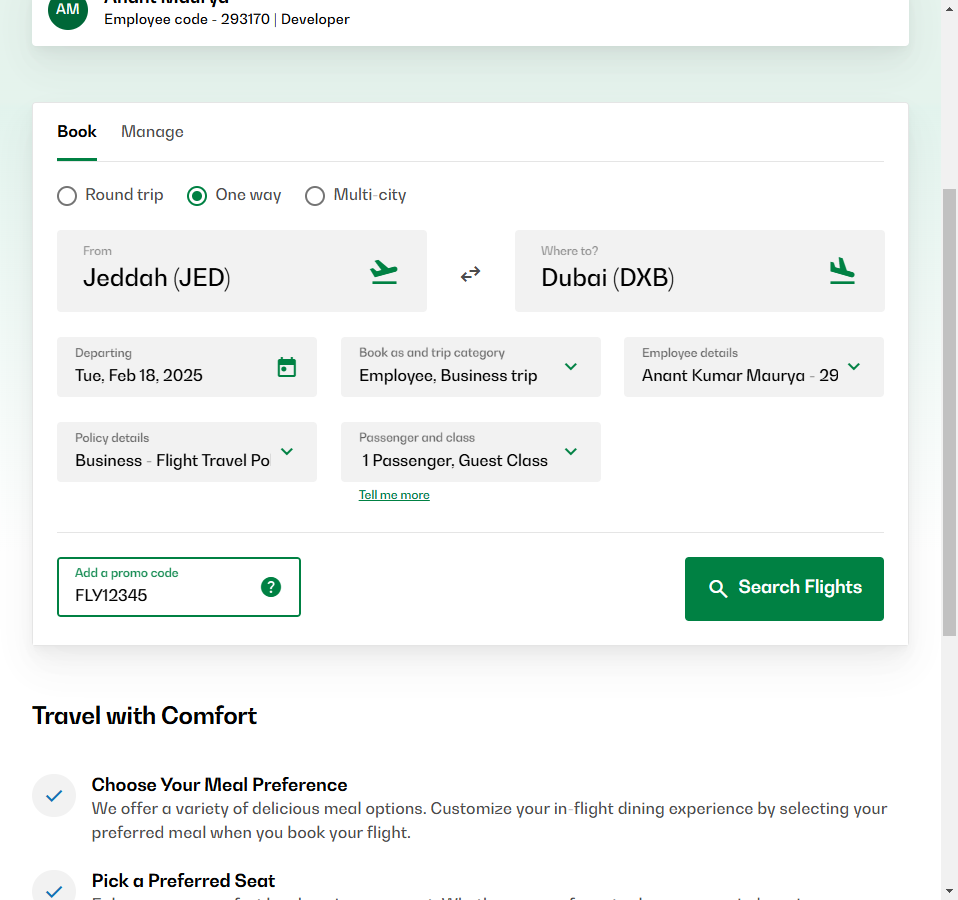 AM
Anant Maurya
Employee code - 293170 | Developer
Book
Manage
Round trip
One way
Multi-city
From
Jeddah (JED)
Where to?
Dubai (DXB)
Departing
Tue, Feb 18, 2025
Book as and trip category
Employee, Business trip
Employee details
Anant Kumar Maurya - 29
Policy details
Business - Flight Travel Po
Passenger and class
1 Passenger, Guest Class
Tell me more
Add a promo code
FLY12345
?
Search Flights
Travel with Comfort
Choose Your Meal Preference
We offer a variety of delicious meal options. Customize your in-flight dining experience by selecting your
preferred meal when you book your flight.
Pick a Preferred Seat